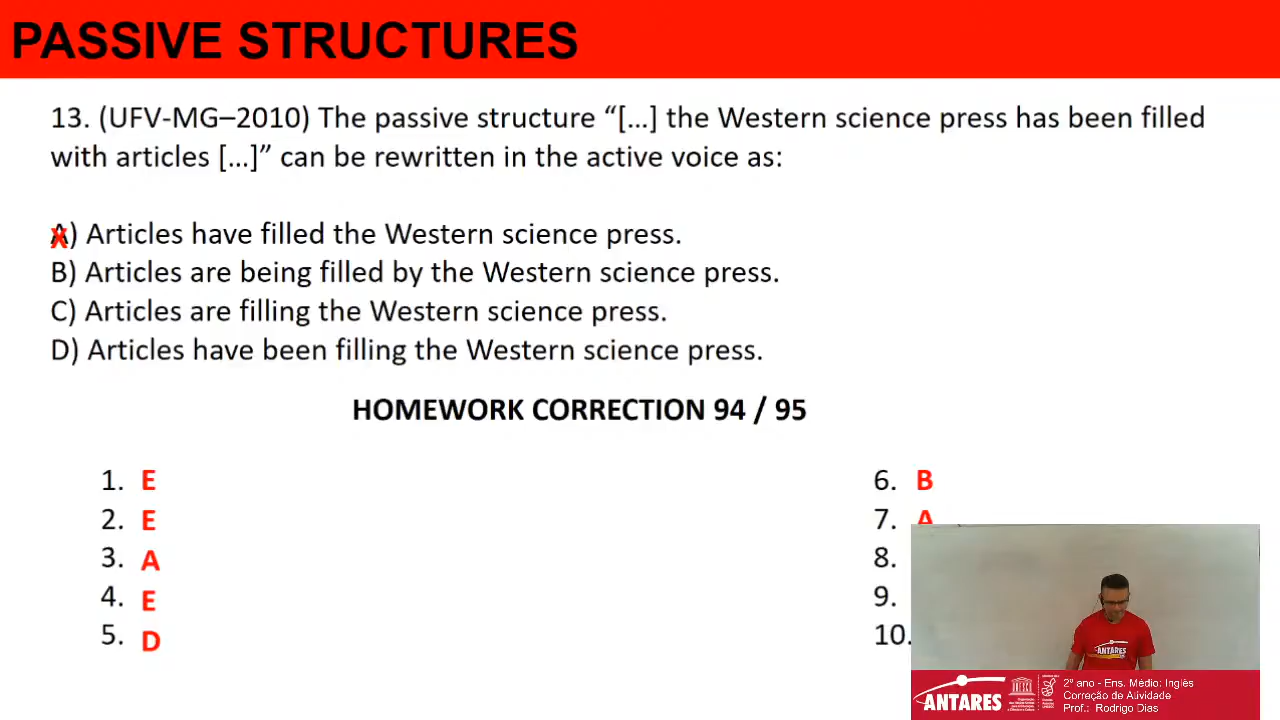 PASSIVE STRUCTURES
13. (UFV-MG–2010) The passive structure “[...] the Western science press has been filled
with articles [...]” can be rewritten in the active voice as:
A) Articles have filled the Western science press.
X
B) Articles are being filled by the Western science press.
C) Articles are filling the Western science press.
D) Articles have been filling the Western science press.
HOMEWORK CORRECTION 94 / 95
1. E
2. E
3. A
4. E
5. D
6. B
7. A
8.
9.
10.
ANTARES
ANTARES
UNESCO
2º ano - Ens. Médio: Inglês
Correção de Atividade
Prof.: Rodrigo Dias